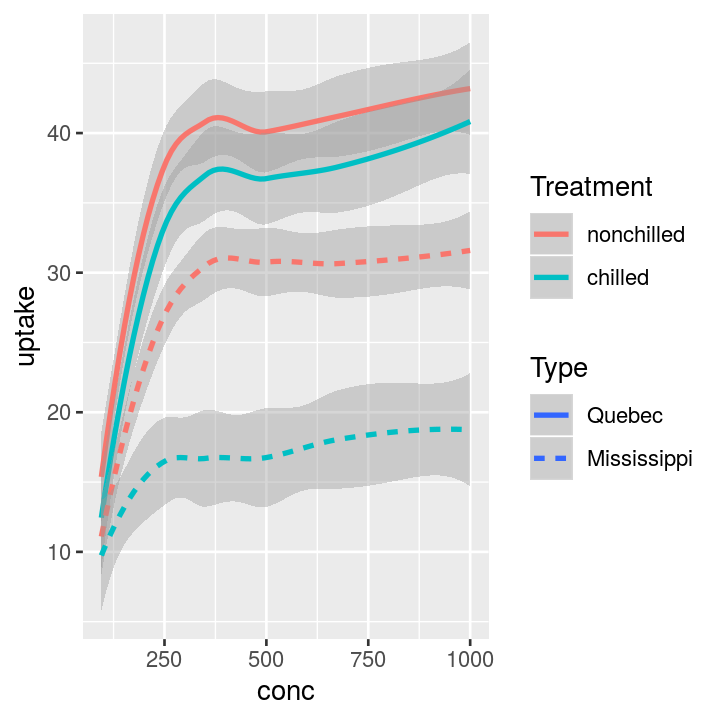 40
30
20
10
uptake
250 500 750 1000
conc
Treatment
nonchilled
chilled
Type
Quebec
Mississippi